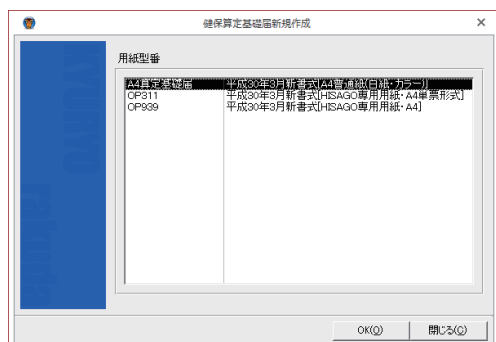 健保算定基礎届新規作成
用紙型番
A4算定基礎届 平成30年3月新書式[A4普通紙(白紙・カラー)]
OP311 平成30年3月新書式[HISAGO専用用紙・A4単票形式]
OP939 平成30年3月新書式[HISAGO専用用紙・A4]
OK(O) 閉じる(C)